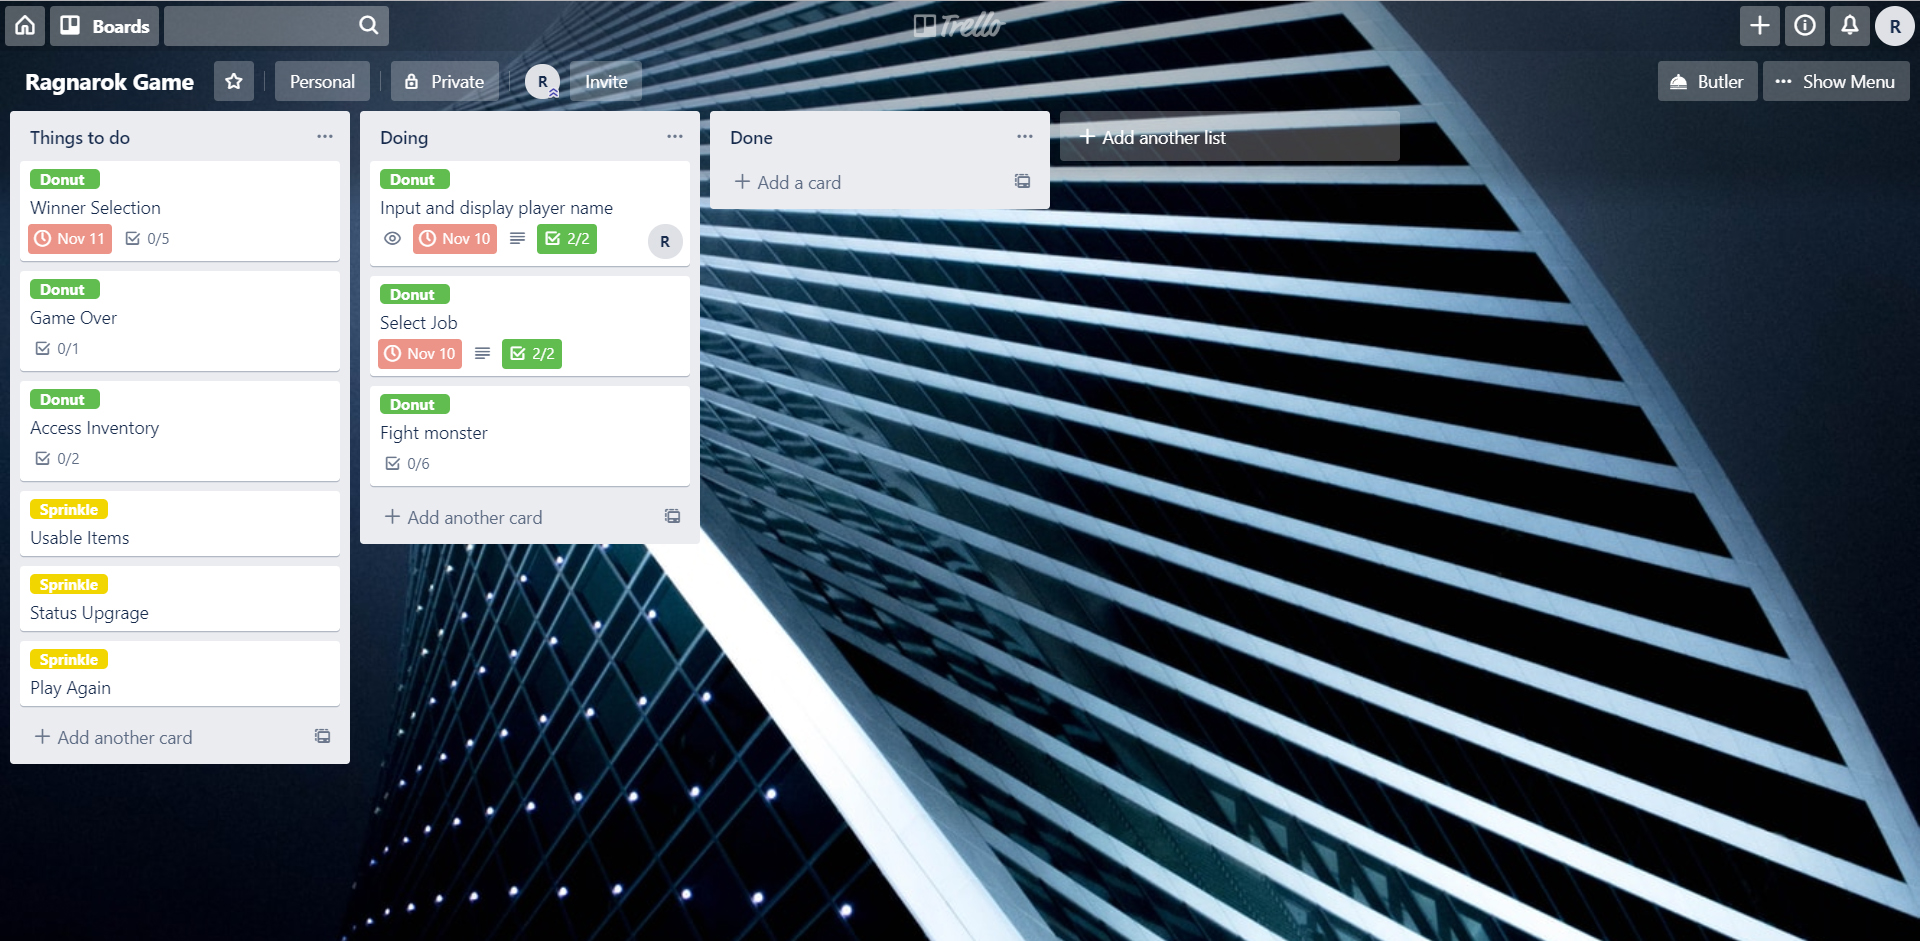 Boards
Trello
R
Ragnarok Game
Personal
Private
R
Invite
Butler
Show Menu
Things to do
Donut
Winner Selection
Nov 11
0/5
Donut
Game Over
0/1
Donut
Access Inventory
0/2
Sprinkle
Usable Items
Sprinkle
Status Upgrage
Sprinkle
Play Again
Add another card
Doing
Donut
Input and display player name
Nov 10
2/2
R
Donut
Select Job
Nov 10
2/2
Donut
Fight monster
0/6
Add another card
Done
Add a card
Add another list